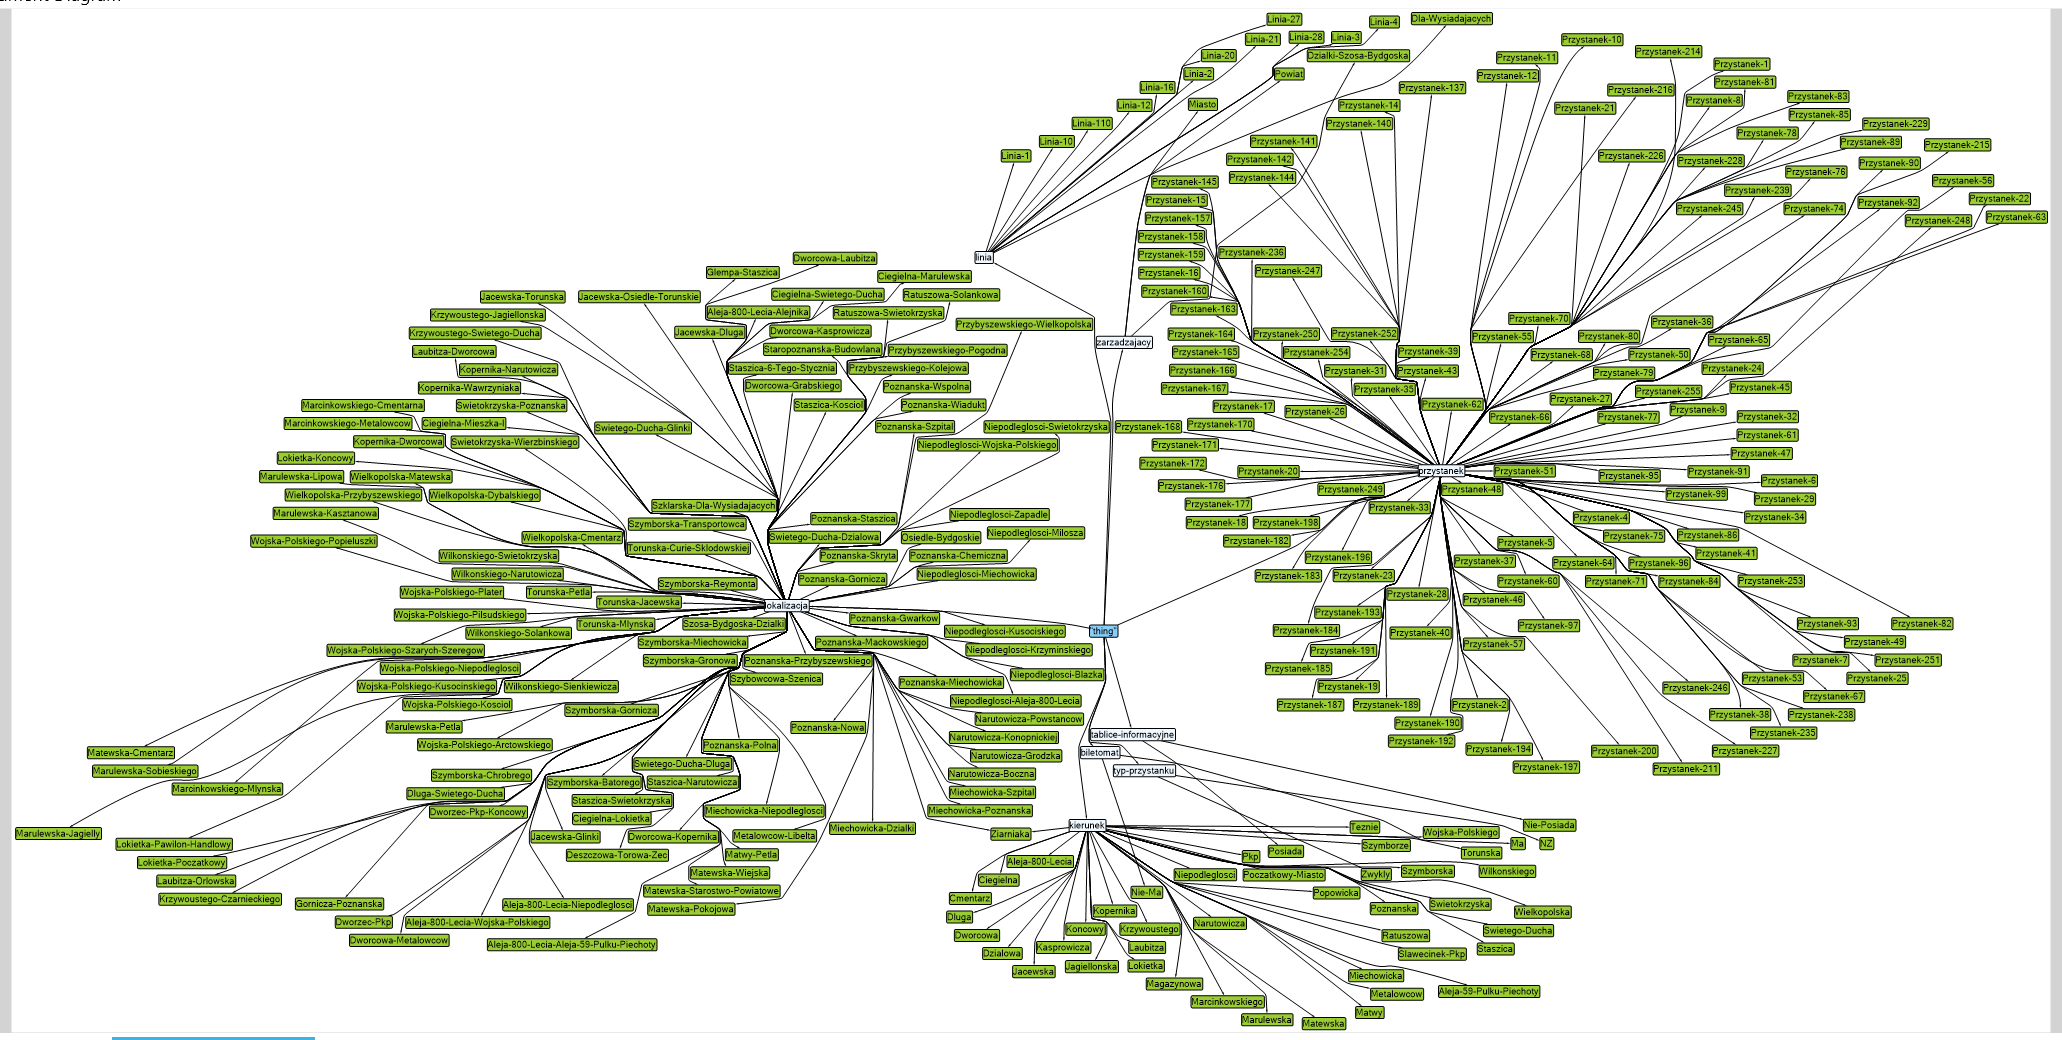 Linia-27
Linia-4
Dla-Wysiadajacych
Linia-21
Linia-28
Linia-3
Przystanek-10
Linia-20
Dzialki-Szosa-Bydgoska
Przystanek-11
Przystanek-214
Linia-2
Powiat
Przystanek-12
Przystanek-1
Linia-16
Przystanek-137
Przystanek-216
Przystanek-81
Linia-12
Miasto
Przystanek-14
Przystanek-21
Przystanek-8
Przystanek-83
Linia-110
Przystanek-140
Przystanek-85
Linia-10
Przystanek-141
Przystanek-78
Przystanek-229
Linia-1
Przystanek-142
Przystanek-226
Przystanek-228
Przystanek-89
Przystanek-215
Przystanek-144
Przystanek-76
Przystanek-90
Przystanek-145
Przystanek-239
Przystanek-56
Przystanek-15
Przystanek-245
Przystanek-74
Przystanek-92
Przystanek-22
Przystanek-157
Przystanek-248
Przystanek-63
Przystanek-158
linia
Przystanek-159
Przystanek-236
Dworcowa-Laubitza
Przystanek-16
Przystanek-247
Glempa-Staszica
Ciegielna-Marulewska
Przystanek-160
Jacewska-Torunska
Jacewska-Osiedle-Torunskie
Ciegielna-Swietego-Ducha
Ratuszowa-Solankowa
Przystanek-163
Krzywoustego-Jagiellonska
Aleja-800-Lecia-Alejnika
Ratuszowa-Swietokrzyska
Przybyszewskiego-Wielkopolska
Przystanek-70
Przystanek-36
Krzywoustego-Swietego-Ducha
Jacewska-Dluga
Dworcowa-Kasprowicza
zarzadzajacy
Przystanek-164
Przystanek-250
Przystanek-252
Przystanek-55
Przystanek-80
Przystanek-65
Laubitza-Dworcowa
Staropoznanska-Budowlana
Przybyszewskiego-Pogodna
Przystanek-165
Przystanek-254
Przystanek-39
Przystanek-68
Przystanek-50
Kopernika-Narutowicza
Staszica-6-Tego-Stycznia
Przybyszewskiego-Kolejowa
Przystanek-166
Przystanek-31
Przystanek-43
Przystanek-79
Przystanek-24
Kopernika-Wawrzyniaka
Dworcowa-Grabskiego
Poznanska-Wspolna
Przystanek-167
Przystanek-35
Przystanek-255
Przystanek-45
Marcinkowskiego-Cmentarna
Swietokrzyska-Poznanska
Staszica-Kosciol
Poznanska-Wiadukt
Przystanek-17
Przystanek-26
Przystanek-62
Przystanek-27
Przystanek-9
Marcinkowskiego-Metalowcow
Ciegielna-Mieszka-I
Swietego-Ducha-Glinki
Poznanska-Szpital
Niepodleglosci-Swietokrzyska
Przystanek-168
Przystanek-170
Przystanek-66
Przystanek-77
Przystanek-32
Kopernika-Dworcowa
Swietokrzyska-Wierzbinskiego
Niepodleglosci-Wojska-Polskiego
Przystanek-171
Przystanek-61
Lokietka-Koncowy
Przystanek-172
Przystanek-20
przystanek
Przystanek-51
Przystanek-95
Przystanek-91
Przystanek-47
Marulewska-Lipowa
Wielkopolska-Matewska
Przystanek-176
Przystanek-249
Przystanek-48
Przystanek-99
Przystanek-6
Wielkopolska-Przybyszewskiego
Wielkopolska-Dybalskiego
Szklarska-Dla-Wysiadajacych
Przystanek-177
Przystanek-33
Przystanek-29
Marulewska-Kasztanowa
Szymborska-Transportowca
Poznanska-Staszica
Niepodleglosci-Zapadle
Przystanek-18
Przystanek-198
Przystanek-4
Przystanek-34
Wojska-Polskiego-Popieluszki
Wielkopolska-Cmentarz
Swietego-Ducha-Dzialowa
Osiedle-Bydgoskie
Niepodleglosci-Milosza
Przystanek-182
Przystanek-5
Przystanek-75
Przystanek-86
Wilkonskiego-Swietokrzyska
Torunska-Curie-Sklodowskiej
Poznanska-Skryta
Poznanska-Chemiczna
Przystanek-196
Przystanek-37
Przystanek-64
Przystanek-96
Przystanek-41
Wilkonskiego-Narutowicza
Szymborska-Reymonta
Poznanska-Gornicza
Niepodleglosci-Miechowicka
Przystanek-183
Przystanek-23
Przystanek-60
Przystanek-71
Przystanek-84
Przystanek-253
Wojska-Polskiego-Plater
Torunska-Petla
Torunska-Jacewska
lokalizacja
Przystanek-28
Przystanek-46
Wojska-Polskiego-Pilsudskiego
Torunska-Mlynska
Szosa-Bydgoska-Dzialki
Poznanska-Gwarkow
Niepodleglosci-Kusociskiego
"thing"
Przystanek-193
Przystanek-184
Przystanek-40
Przystanek-97
Przystanek-93
Przystanek-82
Wilkonskiego-Solankowa
Szymborska-Miechowicka
Poznanska-Mackowskiego
Niepodleglosci-Krzyminskiego
Przystanek-191
Przystanek-57
Przystanek-49
Wojska-Polskiego-Szarych-Szeregow
Szymborska-Gronowa
Poznanska-Przybyszewskiego
Przystanek-185
Przystanek-7
Przystanek-251
Wojska-Polskiego-Niepodleglosci
Szybowcowa-Szenica
Poznanska-Miechowicka
Niepodleglosci-Blazka
Przystanek-19
Przystanek-246
Przystanek-53
Przystanek-25
Wojska-Polskiego-Kusocinskiego
Wilkonskiego-Sienkiewicza
Niepodleglosci-Aleja-800-Lecia
Przystanek-187
Przystanek-189
Przystanek-2
Przystanek-67
Wojska-Polskiego-Kosciol
Szymborska-Gornicza
Narutowicza-Powstancow
Przystanek-190
Przystanek-38
Przystanek-238
Marulewska-Petla
Poznanska-Nowa
Narutowicza-Konopnickiej
tablice-informacyjne
Przystanek-192
Przystanek-194
Przystanek-200
Przystanek-227
Przystanek-235
Matewska-Cmentarz
Wojska-Polskiego-Arctowskiego
Poznanska-Polna
Narutowicza-Grodzka
biletomat
Przystanek-197
Przystanek-211
Marulewska-Sobieskiego
Szymborska-Chrobrego
Swietego-Ducha-Dluga
Narutowicza-Boczna
typ-przystanku
Marcinkowskiego-Mlynska
Dluga-Swietego-Ducha
Szymborska-Batorego
Staszica-Narutowicza
Miechowicka-Szpital
Dworzec-Pkp-Koncowy
Staszica-Swietokrzyska
Miechowicka-Niepodleglosci
Miechowicka-Poznanska
Marulewska-Jagielly
Ciegielna-Lokietka
Miechowicka-Dzialki
Ziarniaka
kierunek
Teznie
Wojska-Polskiego
Nie-Posiada
Lokietka-Pawilon-Handlowy
Jacewska-Glinki
Dworcowa-Kopernika
Metalowcow-Libelta
Szymborze
Ma
NZ
Lokietka-Poczatkowy
Deszczowa-Torowa-Zec
Matwy-Petla
Aleja-800-Lecia
Pkp
Posiada
Torunska
Laubitza-Orlowska
Matewska-Wiejska
Ciegielna
Niepodleglosci
Poczatkowy-Miasto
Zwykly
Szymborska
Wilkonskiego
Krzywoustego-Czarnieckiego
Gornicza-Poznanska
Aleja-800-Lecia-Niepodleglosci
Matewska-Starostwo-Powiatowe
Cmentarz
Nie-Ma
Popowicka
Swietokrzyska
Dworzec-Pkp
Aleja-800-Lecia-Wojska-Polskiego
Matewska-Pokojowa
Dluga
Kopernika
Poznanska
Wielkopolska
Dworcowa-Metalowcow
Aleja-800-Lecia-Aleja-59-Pulku-Piechoty
Dworcowa
Koncowy
Krzywoustego
Narutowicza
Ratuszowa
Swietego-Ducha
Dzialowa
Kasprowicza
Laubitza
Slawecinek-Pkp
Staszica
Jacewska
Jagiellonska
Lokietka
Miechowicka
Magazynowa
Metalowcow
Aleja-59-Pulku-Piechoty
Marcinkowskiego
Matwy
Marulewska
Matewska